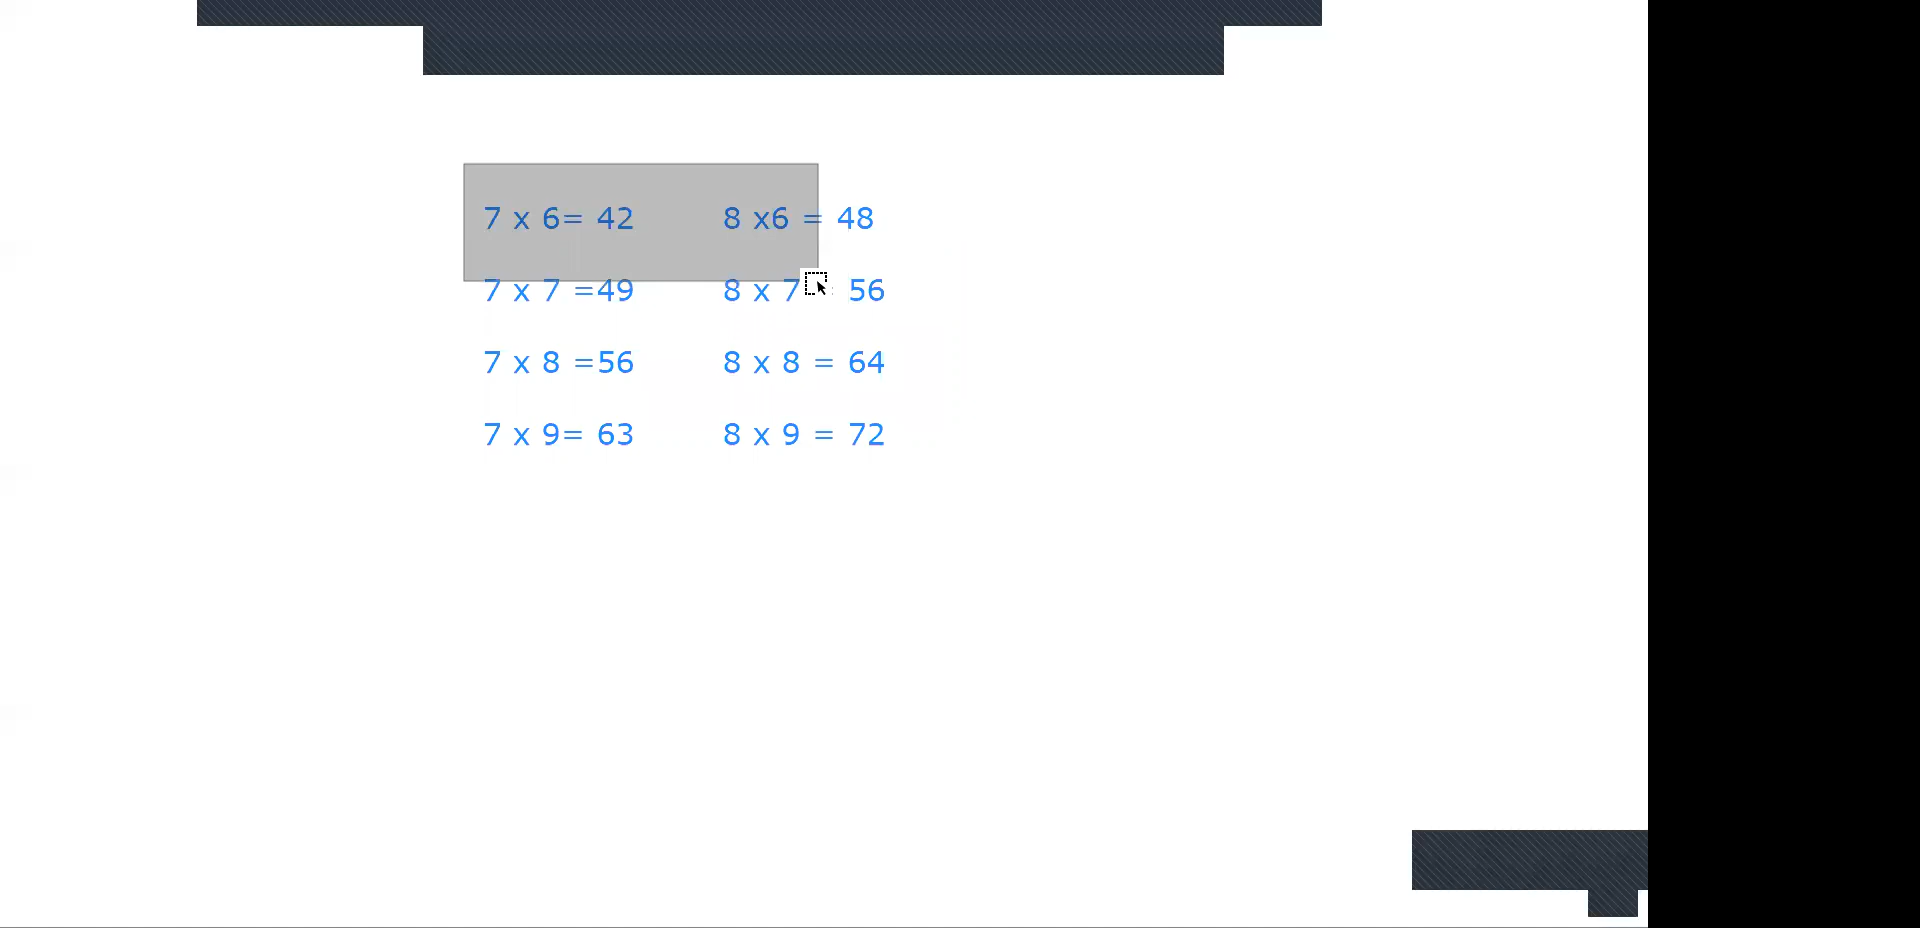 7 x 6= 42 8 x6 = 48
7 x 7 =49 8 x 7 56
7 x 8 =56 8 x 8 = 64
7 x 9= 63 8 x 9 = 72